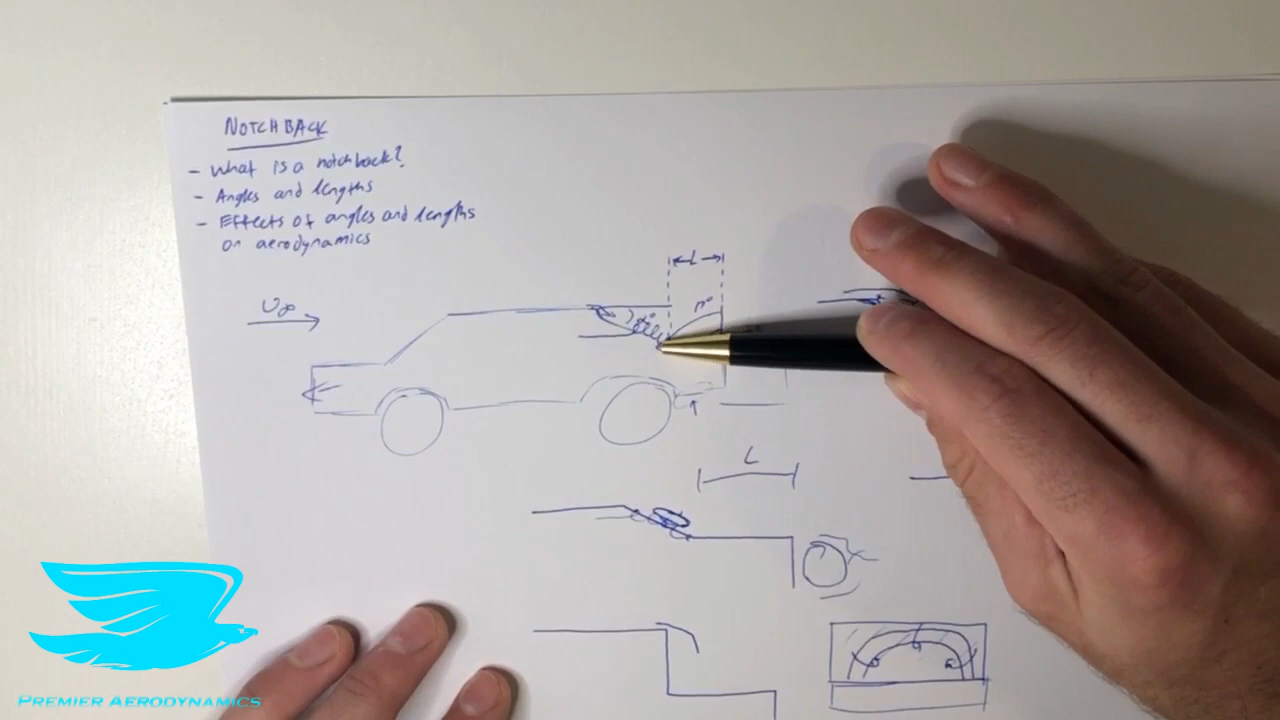 NOTCHBACK
- What is a notchback?
- Angles and lengths
- Effects of angles and lengths
on aerodynamics
U∞
L
n°
L
PREMIER AERODYNAMICS